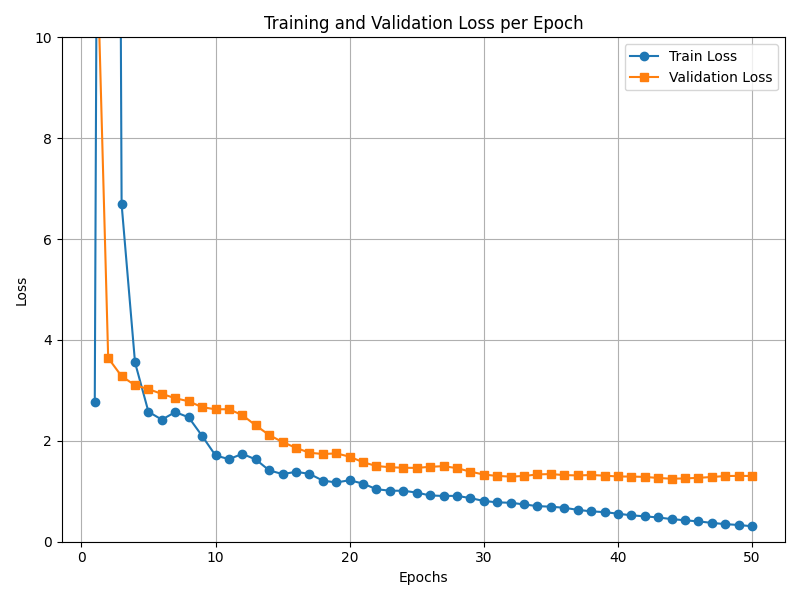 Training and Validation Loss per Epoch
Train Loss
Validation Loss
Loss
10
8
6
4
2
0
0 10 20 30 40 50
Epochs